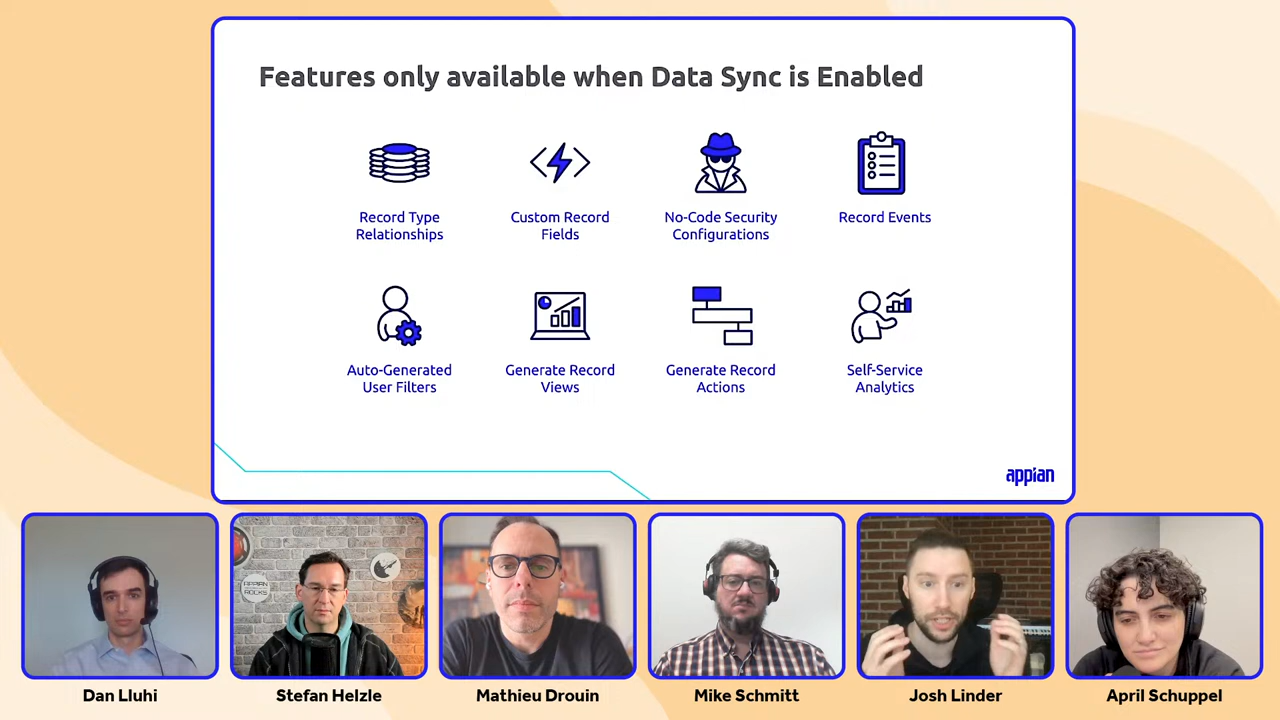 Features only available when Data Sync is Enabled
Record Type
Relationships
Custom Record
Fields
No-Code Security
Configurations
Record Events
Auto-Generated
User Filters
Generate Record
Views
Generate Record
Actions
Self-Service
Analytics
appian
APPIAN
ROCKS
Dan Lluhi
Stefan Helzle
Mathieu Drouin
Mike Schmitt
Josh Linder
April Schuppel